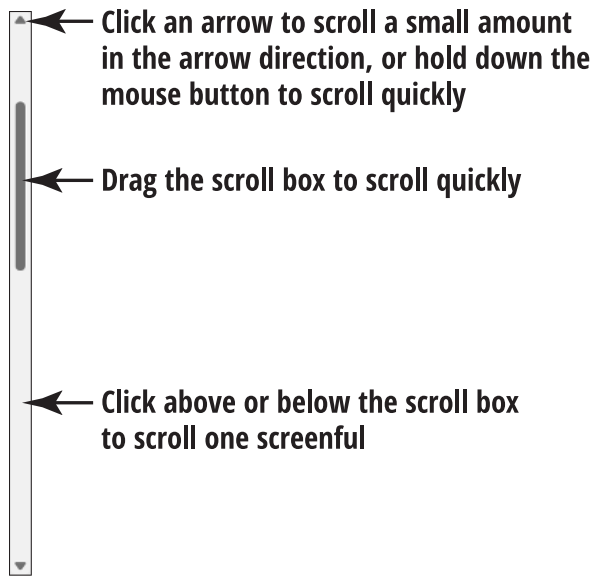 Click an arrow to scroll a small amount
in the arrow direction, or hold down the
mouse button to scroll quickly
Drag the scroll box to scroll quickly
Click above or below the scroll box
to scroll one screenful